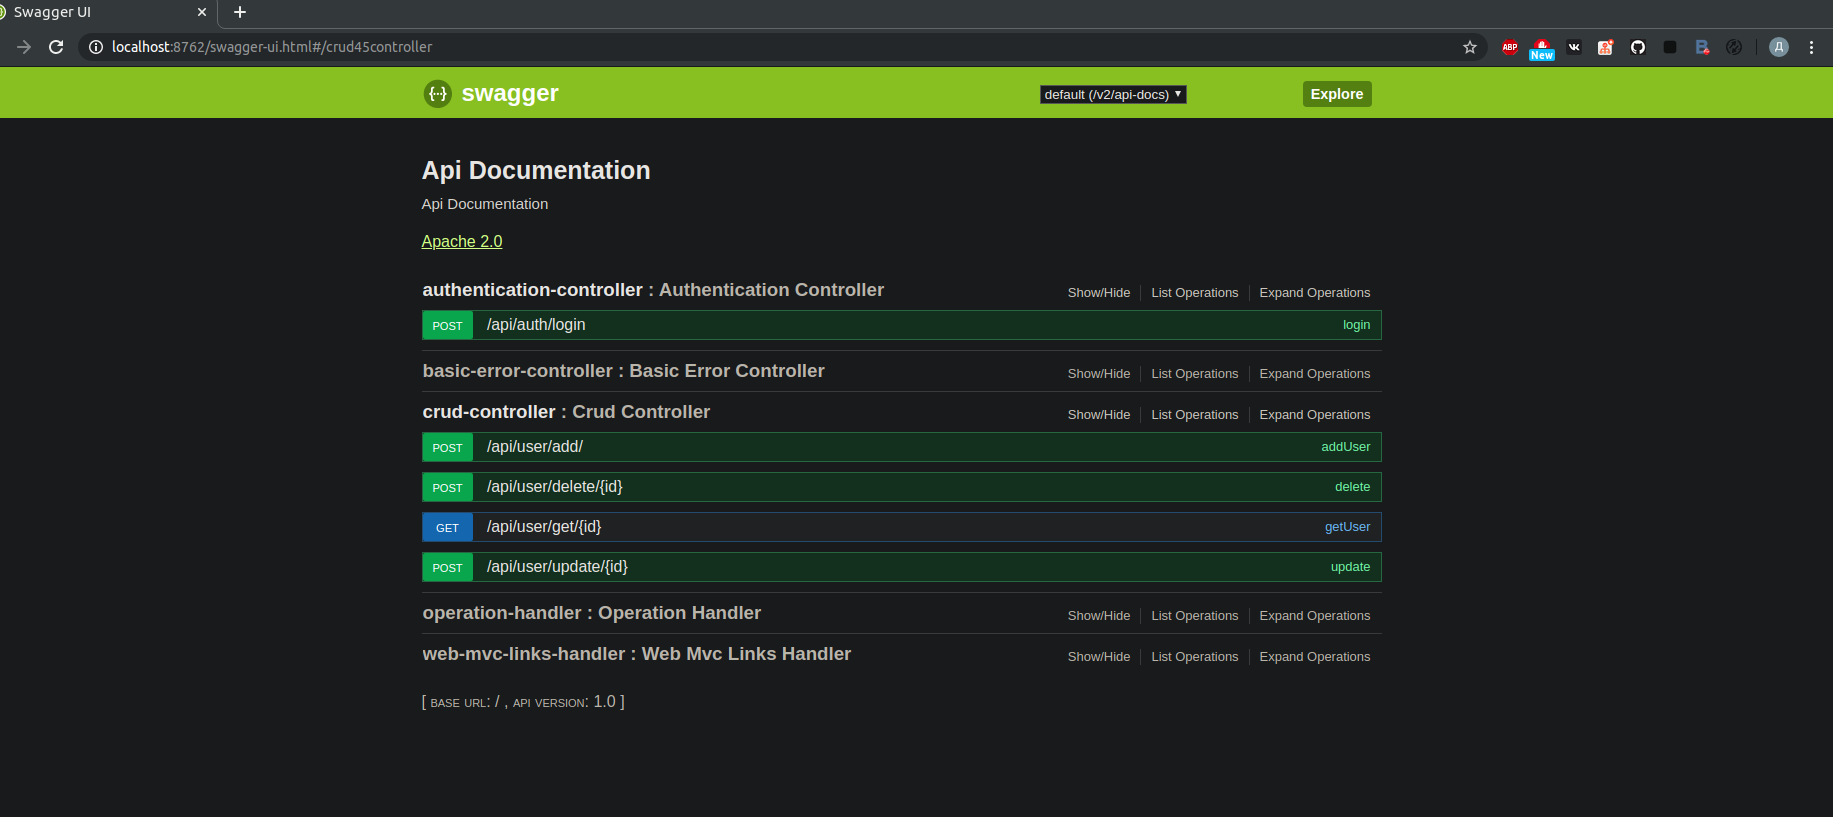 Swagger UI
localhost:8762/swagger-ui.html#/crud45controller
ABP
New
B
Д
{···} swagger
default (/v2/api-docs)
Explore
Api Documentation
Api Documentation
Apache 2.0
authentication-controller : Authentication Controller
Show/Hide List Operations Expand Operations
POST /api/auth/login login
basic-error-controller : Basic Error Controller
Show/Hide List Operations Expand Operations
crud-controller : Crud Controller
Show/Hide List Operations Expand Operations
POST /api/user/add/ addUser
POST /api/user/delete/{id} delete
GET /api/user/get/{id} getUser
POST /api/user/update/{id} update
operation-handler : Operation Handler
Show/Hide List Operations Expand Operations
web-mvc-links-handler : Web Mvc Links Handler
Show/Hide List Operations Expand Operations
[ BASE URL: / , API VERSION: 1.0 ]